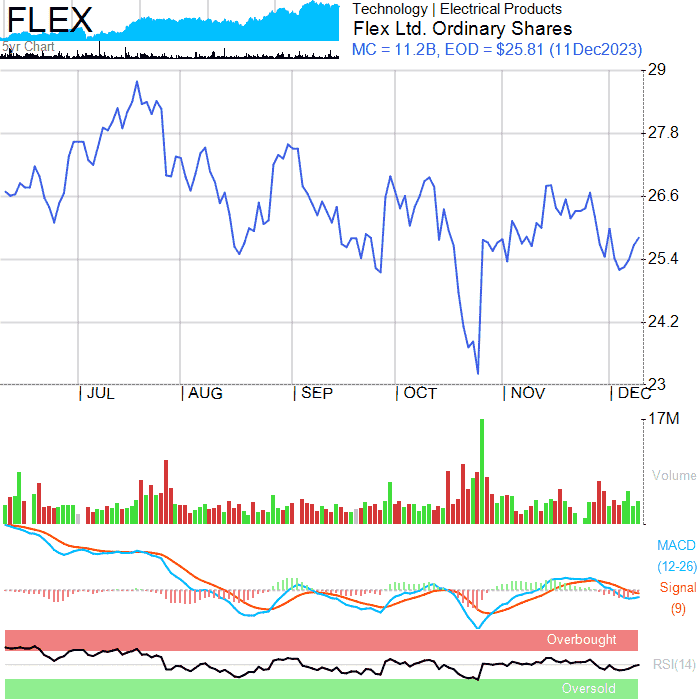 FLEX
5yr Chart
Technology | Electrical Products
Flex Ltd. Ordinary Shares
MC = 11.2B, EOD = $25.81 (11Dec2023)
29
27.8
26.6
25.4
24.2
23
| JUL | AUG | SEP | OCT | NOV | DEC
17M
Volume
MACD
(12-26)
Signal
(9)
Overbought
RSI(14)
Oversold